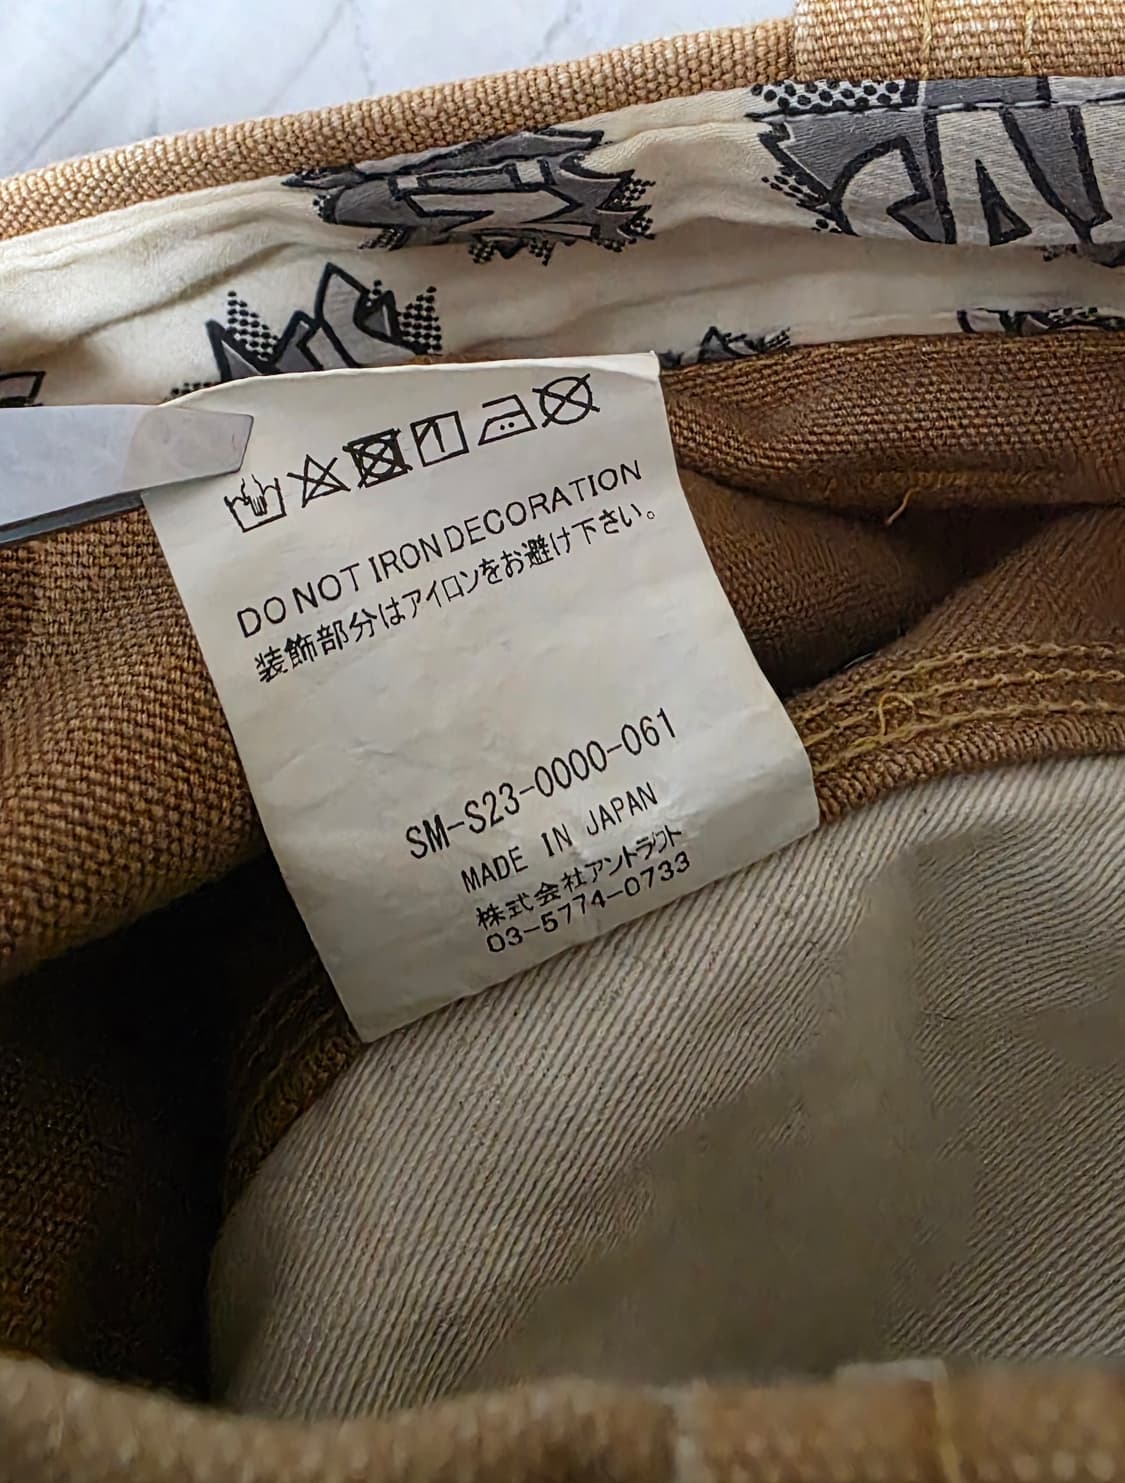 DO NOT IRON DECORATION
装飾部分はアイロンをお避け下さい。
SM-S23-0000-061
MADE IN JAPAN
株式会社アントラクト
03-5774-0733